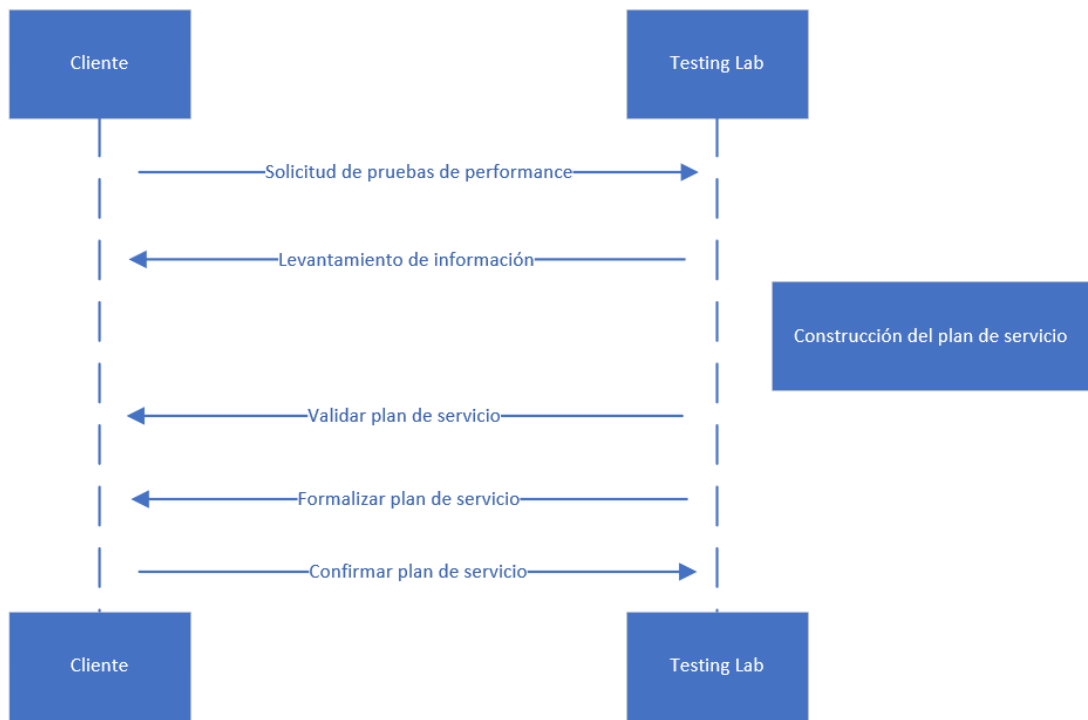 Cliente
Testing Lab
Solicitud de pruebas de performance
Levantamiento de información
Construcción del plan de servicio
Validar plan de servicio
Formalizar plan de servicio
Confirmar plan de servicio
Cliente
Testing Lab